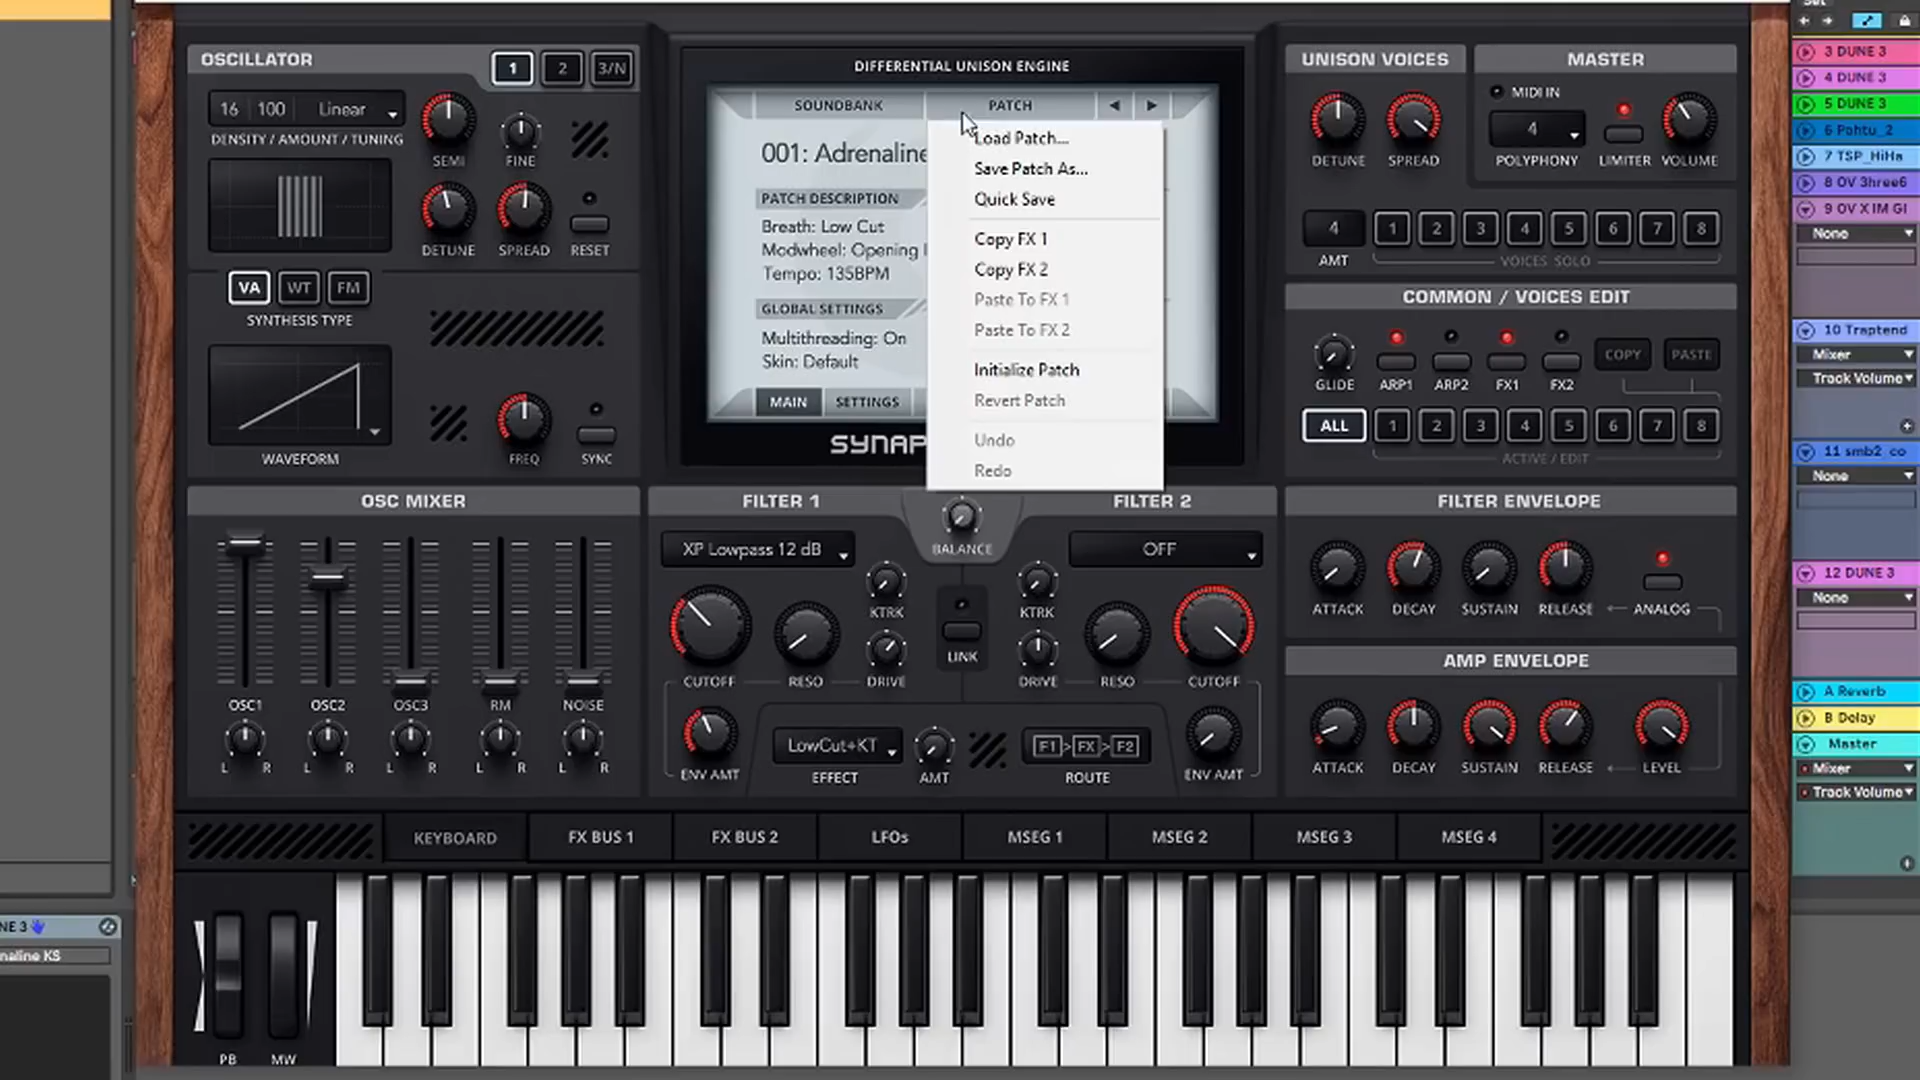 OSCILLATOR
1
2
3/N
16
100
Linear
DENSITY / AMOUNT / TUNING
SEMI
FINE
DETUNE
SPREAD
RESET
VA
WT
FM
SYNTHESIS TYPE
WAVEFORM
FREQ
SYNC
DIFFERENTIAL UNISON ENGINE
SOUNDBANK
PATCH
001: Adrenaline
PATCH DESCRIPTION
Breath: Low Cut
Modwheel: Opening
Tempo: 135BPM
GLOBAL SETTINGS
Multithreading: On
Skin: Default
MAIN
SETTINGS
SYNAP
Load Patch...
Save Patch As...
Quick Save
Copy FX 1
Copy FX 2
Paste To FX 1
Paste To FX 2
Initialize Patch
Revert Patch
Undo
Redo
UNISON VOICES
MASTER
MIDI IN
4
DETUNE
SPREAD
POLYPHONY
LIMITER
VOLUME
4
1
2
3
4
5
6
7
8
AMT
VOICES SOLO
COMMON / VOICES EDIT
GLIDE
ARP1
ARP2
FX1
FX2
COPY
PASTE
ALL
1
2
3
4
5
6
7
8
ACTIVE / EDIT
OSC MIXER
OSC1
OSC2
OSC3
RM
NOISE
L R
L R
L R
L R
L R
FILTER 1
FILTER 2
XP Lowpass 12 dB
BALANCE
OFF
KTRK
KTRK
LINK
CUTOFF
RESO
DRIVE
DRIVE
RESO
CUTOFF
LowCut+KT
F1>FX>F2
ENV AMT
EFFECT
AMT
ROUTE
ENV AMT
FILTER ENVELOPE
ATTACK
DECAY
SUSTAIN
RELEASE
ANALOG
AMP ENVELOPE
ATTACK
DECAY
SUSTAIN
RELEASE
LEVEL
KEYBOARD
FX BUS 1
FX BUS 2
LFOs
MSEG 1
MSEG 2
MSEG 3
MSEG 4
PB
MW
NE 3
naline KS
Set
3 DUNE 3
4 DUNE 3
5 DUNE 3
6 Pahtu_2
7 TSP_HiHa
8 OV 3hree6
9 OV X IM GI
None
10 Traptend
Mixer
Track Volume
11 smb2_co
None
12 DUNE 3
None
A Reverb
B Delay
Master
Mixer
Track Volume